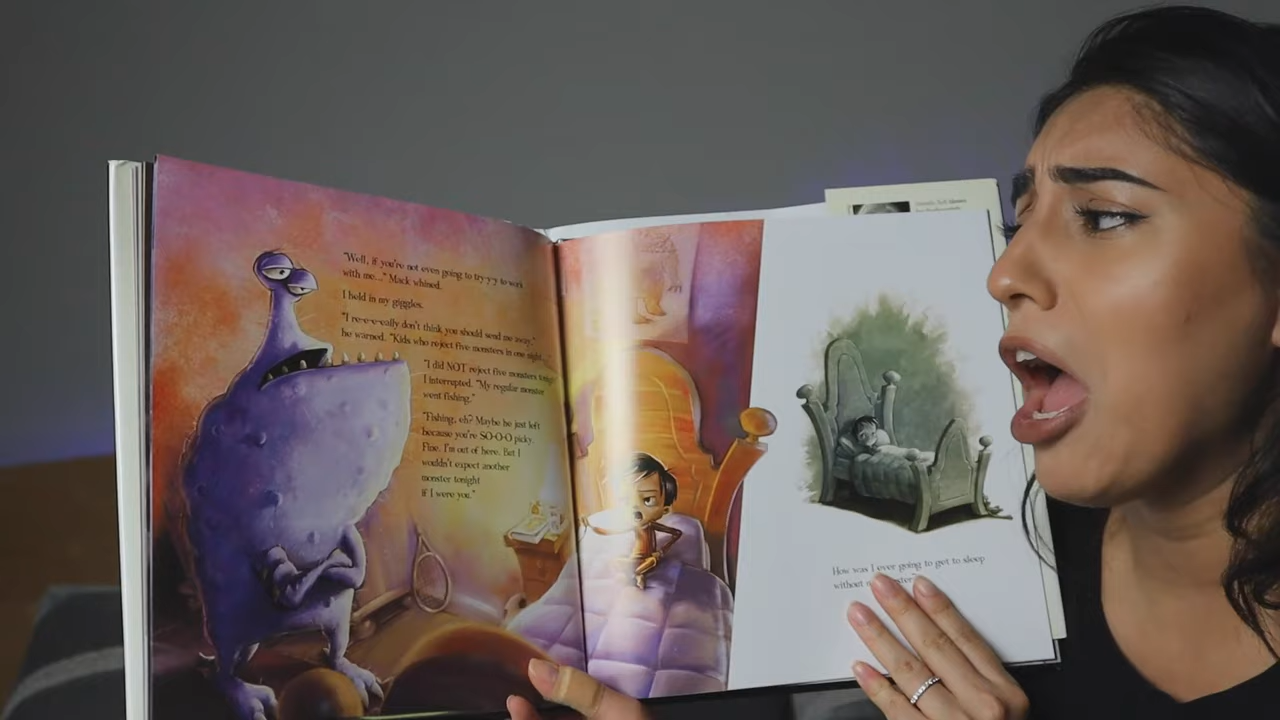 "Well, if you're not even going to try-y-y to work
with me..." Mack whined.
I held in my giggles.
"I re-e-e-eally don't think you should send me away,"
he warned. "Kids who reject five monsters in one night...."
"I did NOT reject five monsters tonight,"
I interrupted. "My regular monster
went fishing."
"Fishing, eh? Maybe he just left
because you're SO-O-O picky.
Fine. I'm out of here. But I
wouldn't expect another
monster tonight
if I were you."
How was I ever going to get to sleep
without